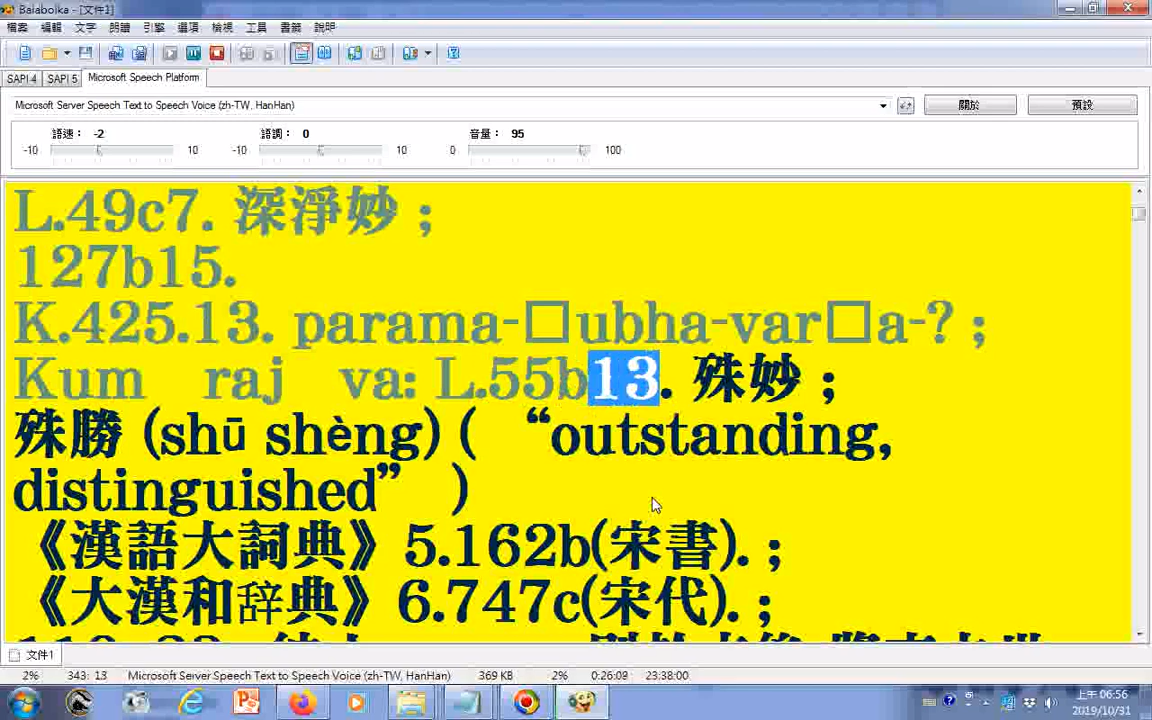 Balabolka - [文件1]
檔案 編輯 文字 朗讀 引擎 選項 檢視 工具 書籤 說明
SAPI 4 SAPI 5 Microsoft Speech Platform
Microsoft Server Speech Text to Speech Voice (zh-TW, HanHan) 關於 預設
語速： -2 語調： 0 音量： 95
-10 10 -10 10 0 100
L.49c7. 深淨妙；
127b15.
K.425.13. parama-□ubha-var□a-?；
Kum raj va: L.55b13. 殊妙；
殊勝 (shū shèng) ( “outstanding,
distinguished” )
《漢語大詞典》5.162b(宋書).；
《大漢和辞典》6.747c(宋代).；
文件1
2% 343: 13 Microsoft Server Speech Text to Speech Voice (zh-TW, HanHan) 369 KB 2% 0:26:09 23:38:00
上午 06:56
2019/10/31